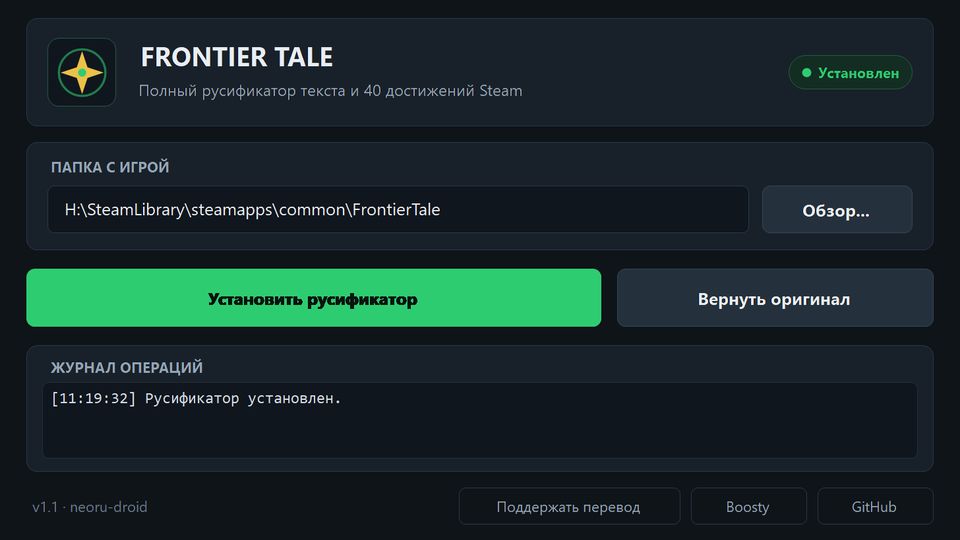 FRONTIER TALE
Полный русификатор текста и 40 достижений Steam
Установлен
ПАПКА С ИГРОЙ
H:\SteamLibrary\steamapps\common\FrontierTale
Обзор...
Установить русификатор
Вернуть оригинал
ЖУРНАЛ ОПЕРАЦИЙ
[11:19:32] Русификатор установлен.
v1.1 · neoru-droid
Поддержать перевод
Boosty
GitHub